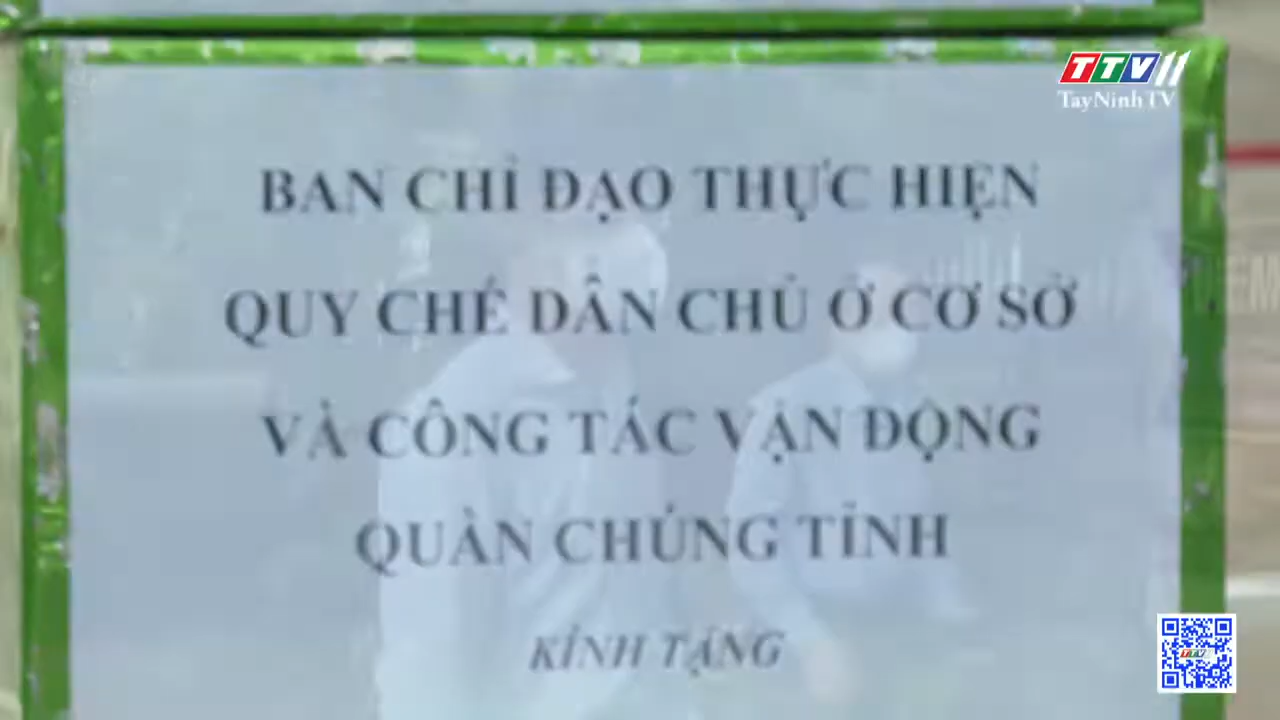 TTV11
TayNinhTV
BAN CHỈ ĐẠO THỰC HIỆN
QUY CHẾ DÂN CHỦ Ở CƠ SỞ
VÀ CÔNG TÁC VẬN ĐỘNG
QUẦN CHÚNG TỈNH
KÍNH TẶNG
TTV